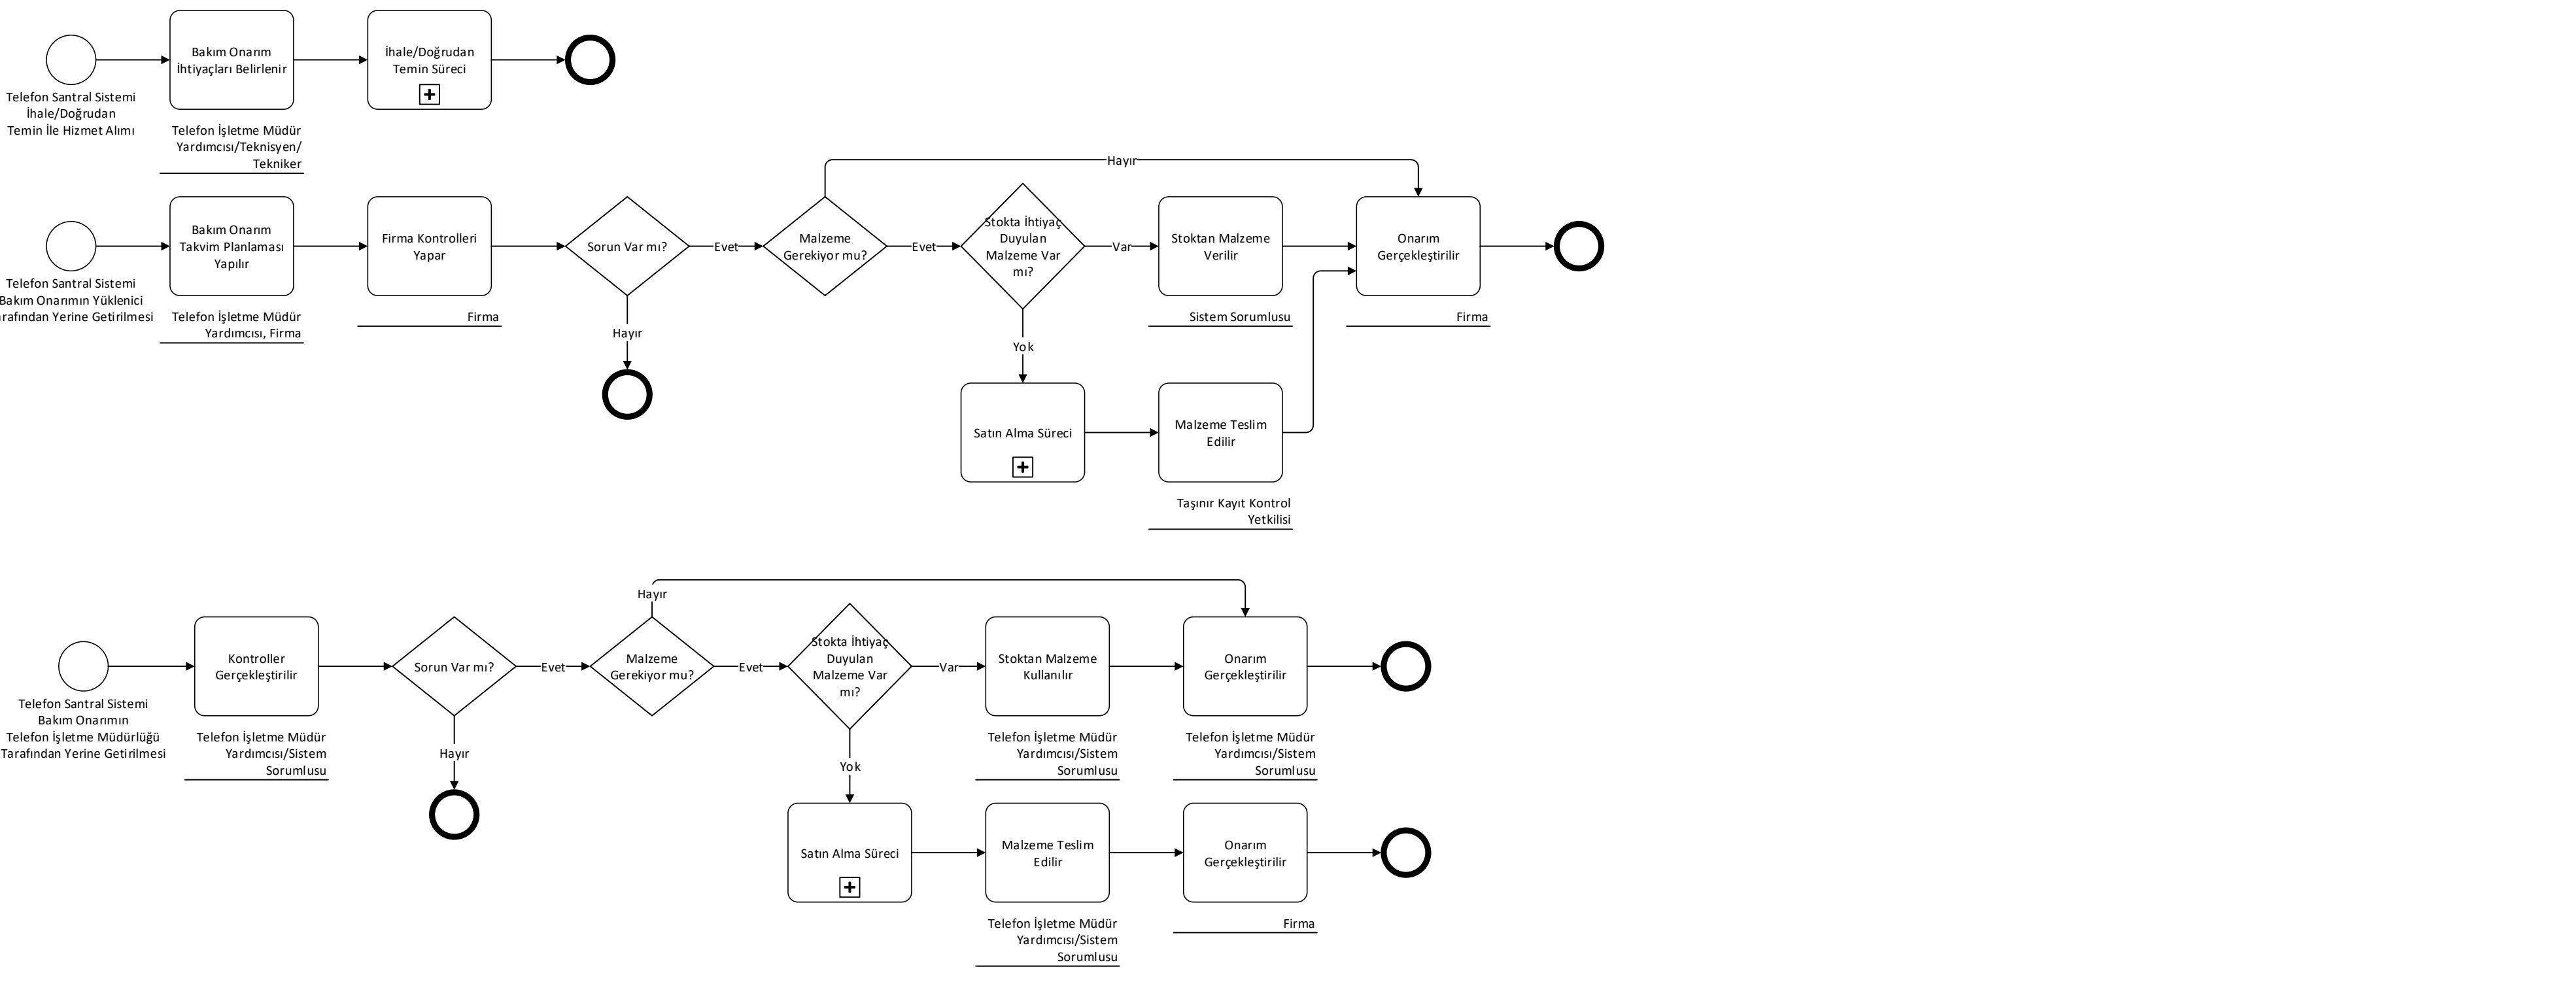 Bakım Onarım
İhtiyaçları Belirlenir
İhale/Doğrudan
Temin Süreci
Telefon Santral Sistemi
İhale/Doğrudan
Temin İle Hizmet Alımı
Telefon İşletme Müdür
Yardımcısı/Teknisyen/
Tekniker
Hayır
Bakım Onarım
Takvim Planlaması
Yapılır
Firma Kontrolleri
Yapar
Sorun Var mı?
Evet
Malzeme
Gerekiyor mu?
Evet
Stokta İhtiyaç
Duyulan
Malzeme Var
mı?
Var
Stoktan Malzeme
Verilir
Onarım
Gerçekleştirilir
Telefon Santral Sistemi
Bakım Onarımın Yüklenici
arafından Yerine Getirilmesi
Telefon İşletme Müdür
Yardımcısı, Firma
Firma
Sistem Sorumlusu
Firma
Hayır
Yok
Satın Alma Süreci
Malzeme Teslim
Edilir
Taşınır Kayıt Kontrol
Yetkilisi
Hayır
Kontroller
Gerçekleştirilir
Sorun Var mı?
Evet
Malzeme
Gerekiyor mu?
Evet
Stokta İhtiyaç
Duyulan
Malzeme Var
mı?
Var
Stoktan Malzeme
Kullanılır
Onarım
Gerçekleştirilir
Telefon Santral Sistemi
Bakım Onarımın
Telefon İşletme Müdürlüğü
Tarafından Yerine Getirilmesi
Telefon İşletme Müdür
Yardımcısı/Sistem
Sorumlusu
Telefon İşletme Müdür
Yardımcısı/Sistem
Sorumlusu
Telefon İşletme Müdür
Yardımcısı/Sistem
Sorumlusu
Hayır
Yok
Satın Alma Süreci
Malzeme Teslim
Edilir
Onarım
Gerçekleştirilir
Telefon İşletme Müdür
Yardımcısı/Sistem
Sorumlusu
Firma